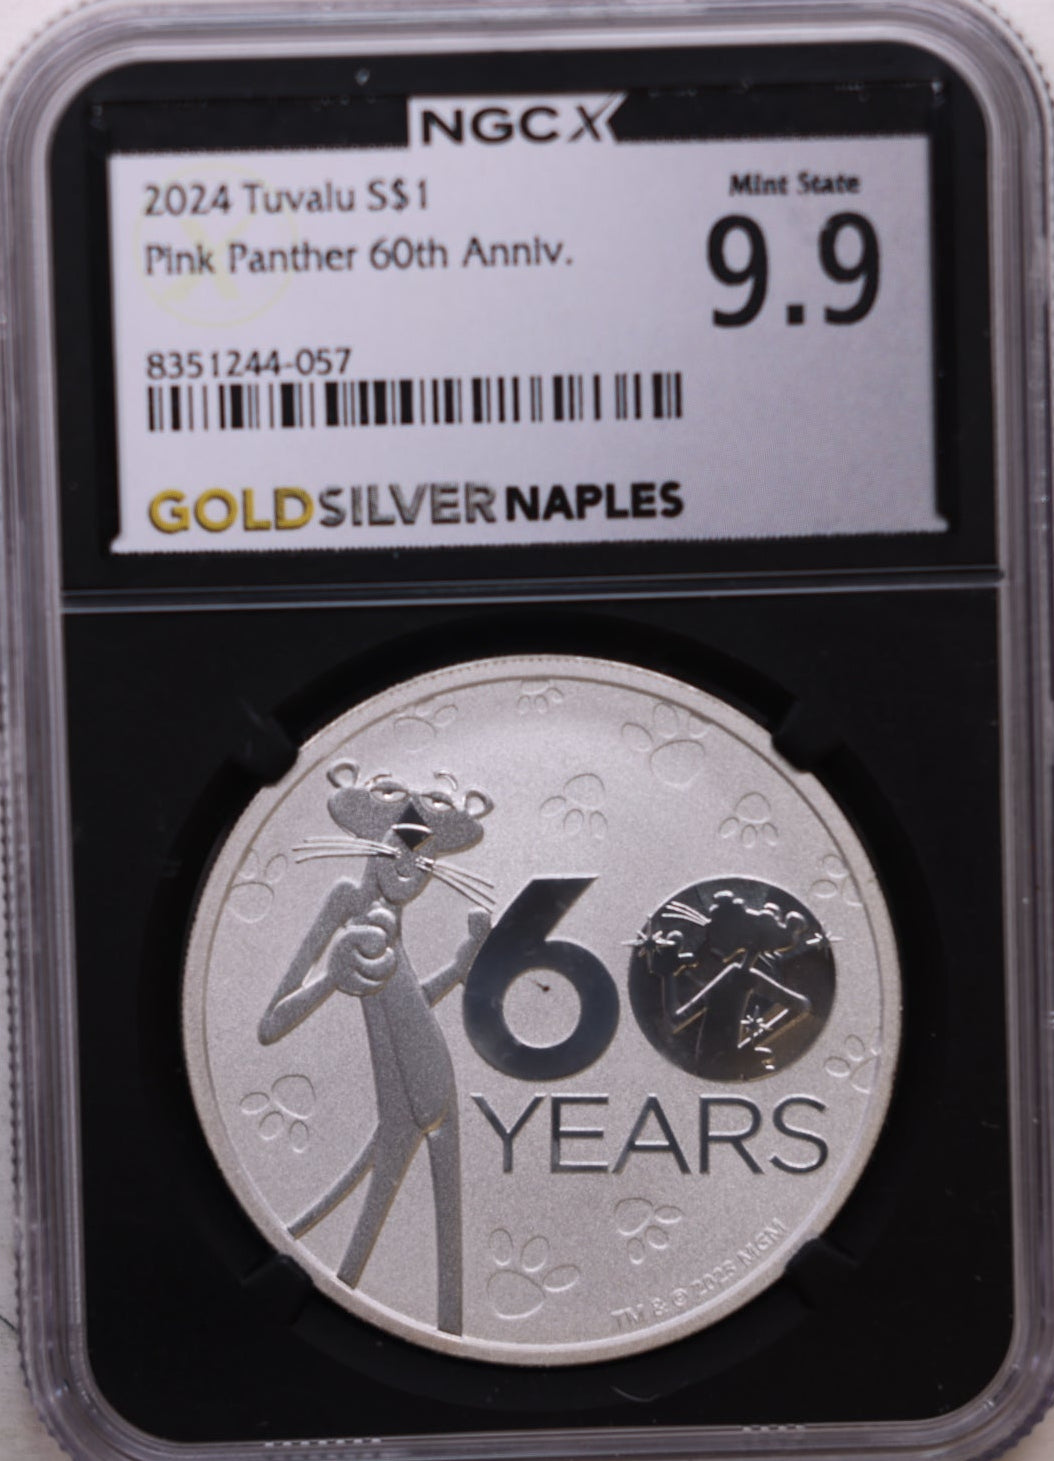 NGCX
2024 Tuvalu S$1
Mint State
Pink Panther 60th Anniv.
9.9
8351244-057
GOLDSILVERNAPLES
60
YEARS
TM & © 2023 MGM